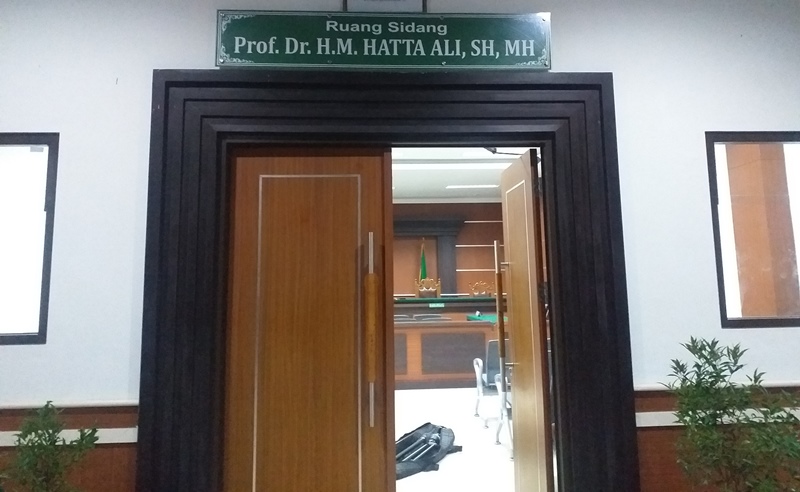 Ruang Sidang
Prof. Dr. H.M. HATTA ALI, SH, MH